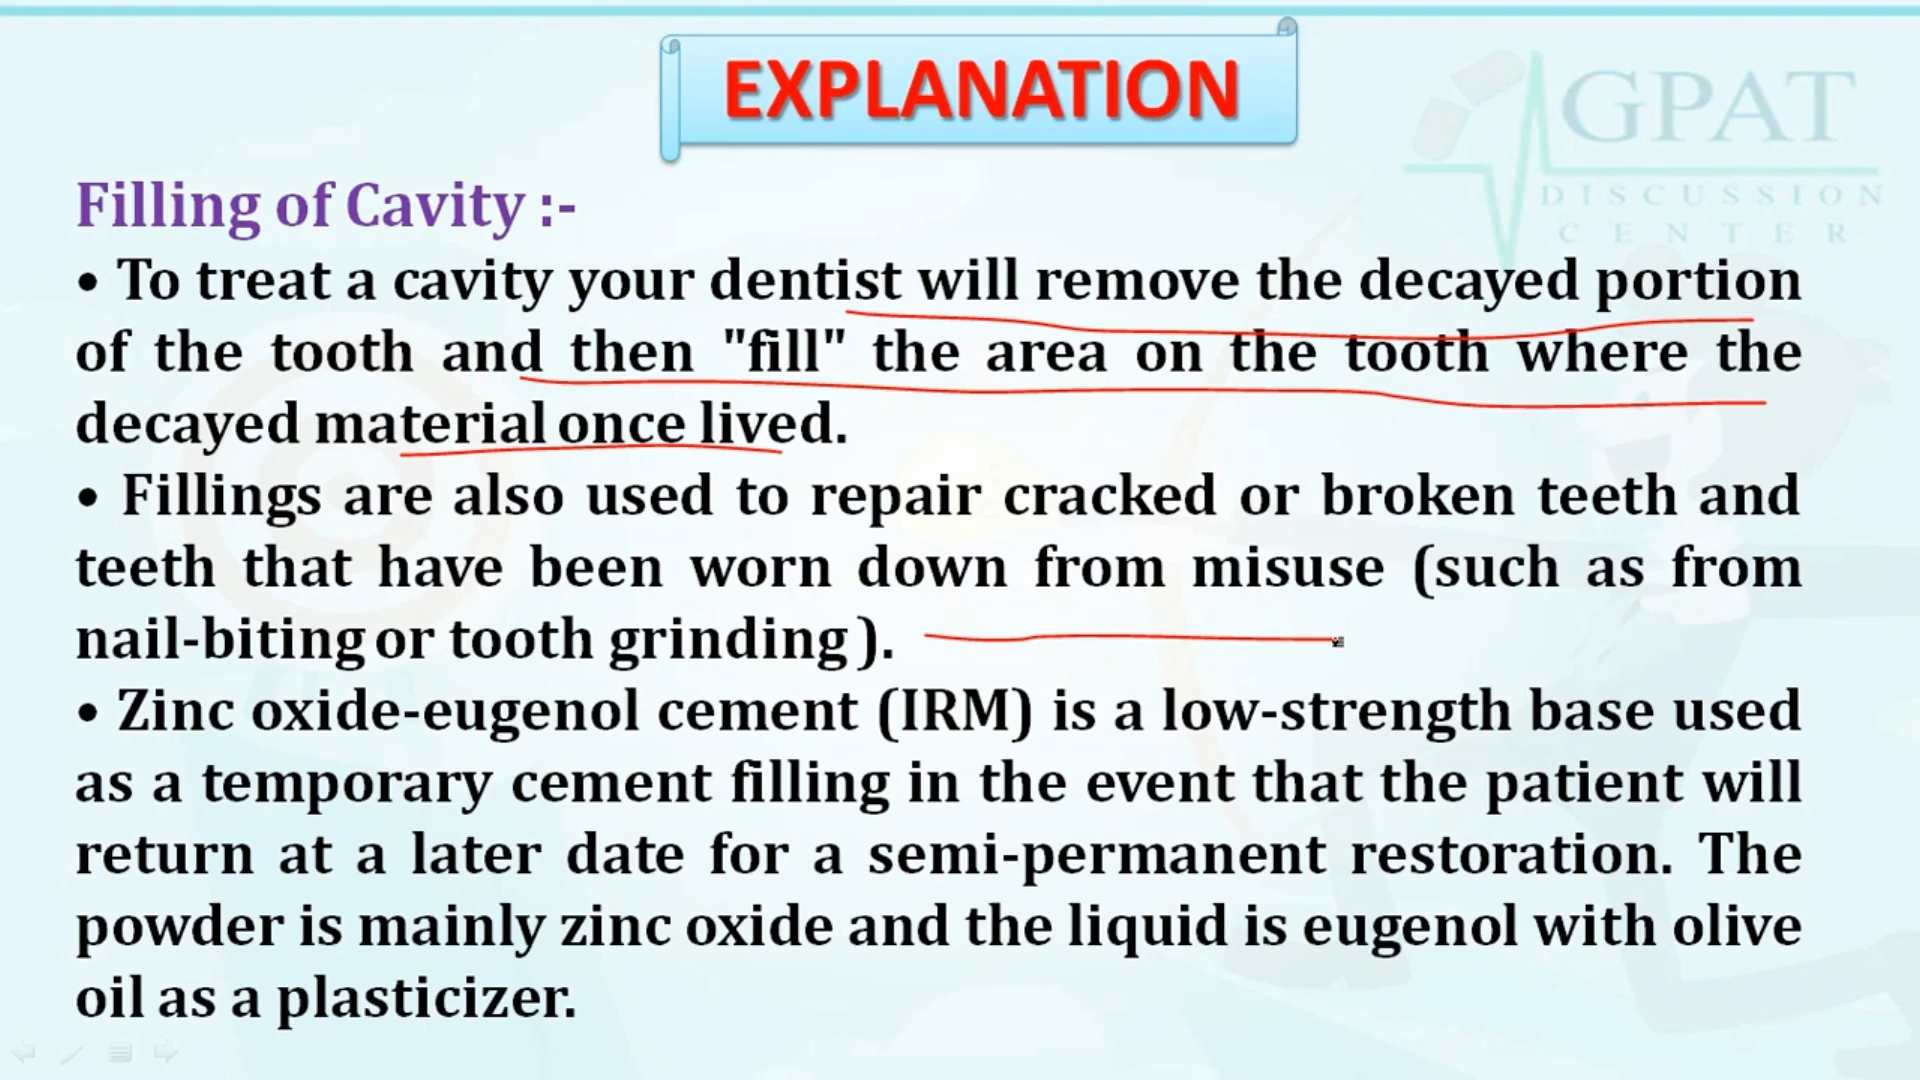 EXPLANATION
GPAT
DISCUSSION
CENTER
Filling of Cavity :-
• To treat a cavity your dentist will remove the decayed portion
of the tooth and then "fill" the area on the tooth where the
decayed material once lived.
• Fillings are also used to repair cracked or broken teeth and
teeth that have been worn down from misuse (such as from
nail-biting or tooth grinding).
• Zinc oxide-eugenol cement (IRM) is a low-strength base used
as a temporary cement filling in the event that the patient will
return at a later date for a semi-permanent restoration. The
powder is mainly zinc oxide and the liquid is eugenol with olive
oil as a plasticizer.